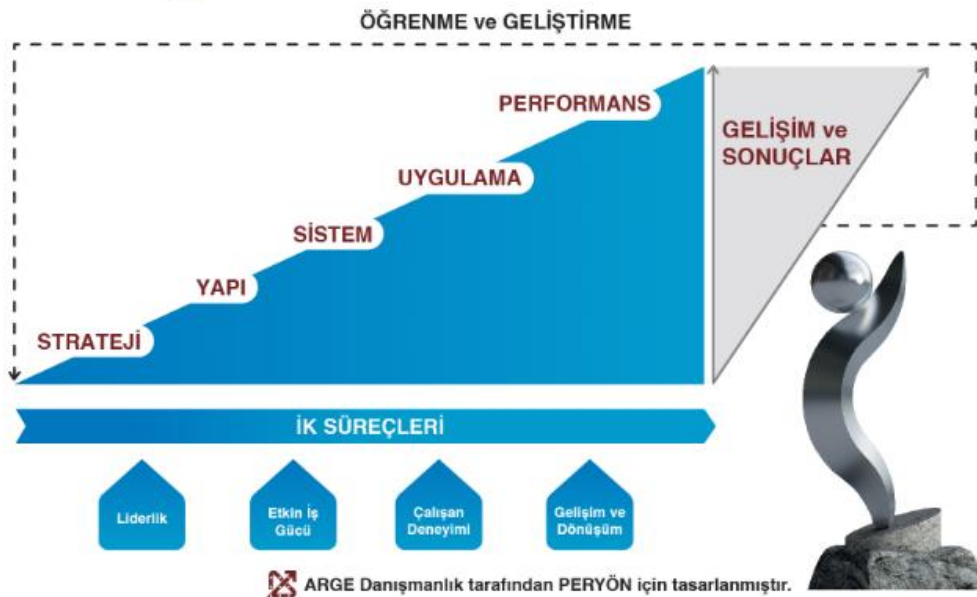 ÖĞRENME ve GELİŞTİRME
PERFORMANS
GELİŞİM ve
SONUÇLAR
UYGULAMA
SİSTEM
YAPI
STRATEJİ
İK SÜREÇLERİ
Liderlik
Etkin İş
Gücü
Çalışan
Deneyimi
Gelişim ve
Dönüşüm
ARGE Danışmanlık tarafından PERYÖN için tasarlanmıştır.